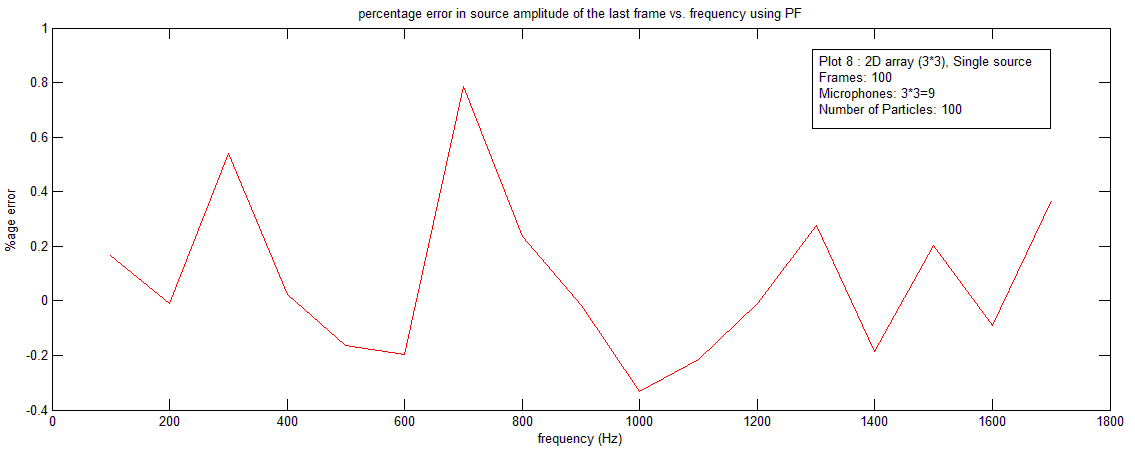 percentage error in source amplitude of the last frame vs. frequency using PF
1
0.8
0.6
0.4
0.2
0
-0.2
-0.4
%age error
Plot 8 : 2D array (3*3), Single source
Frames: 100
Microphones: 3*3=9
Number of Particles: 100
0 200 400 600 800 1000 1200 1400 1600 1800
frequency (Hz)